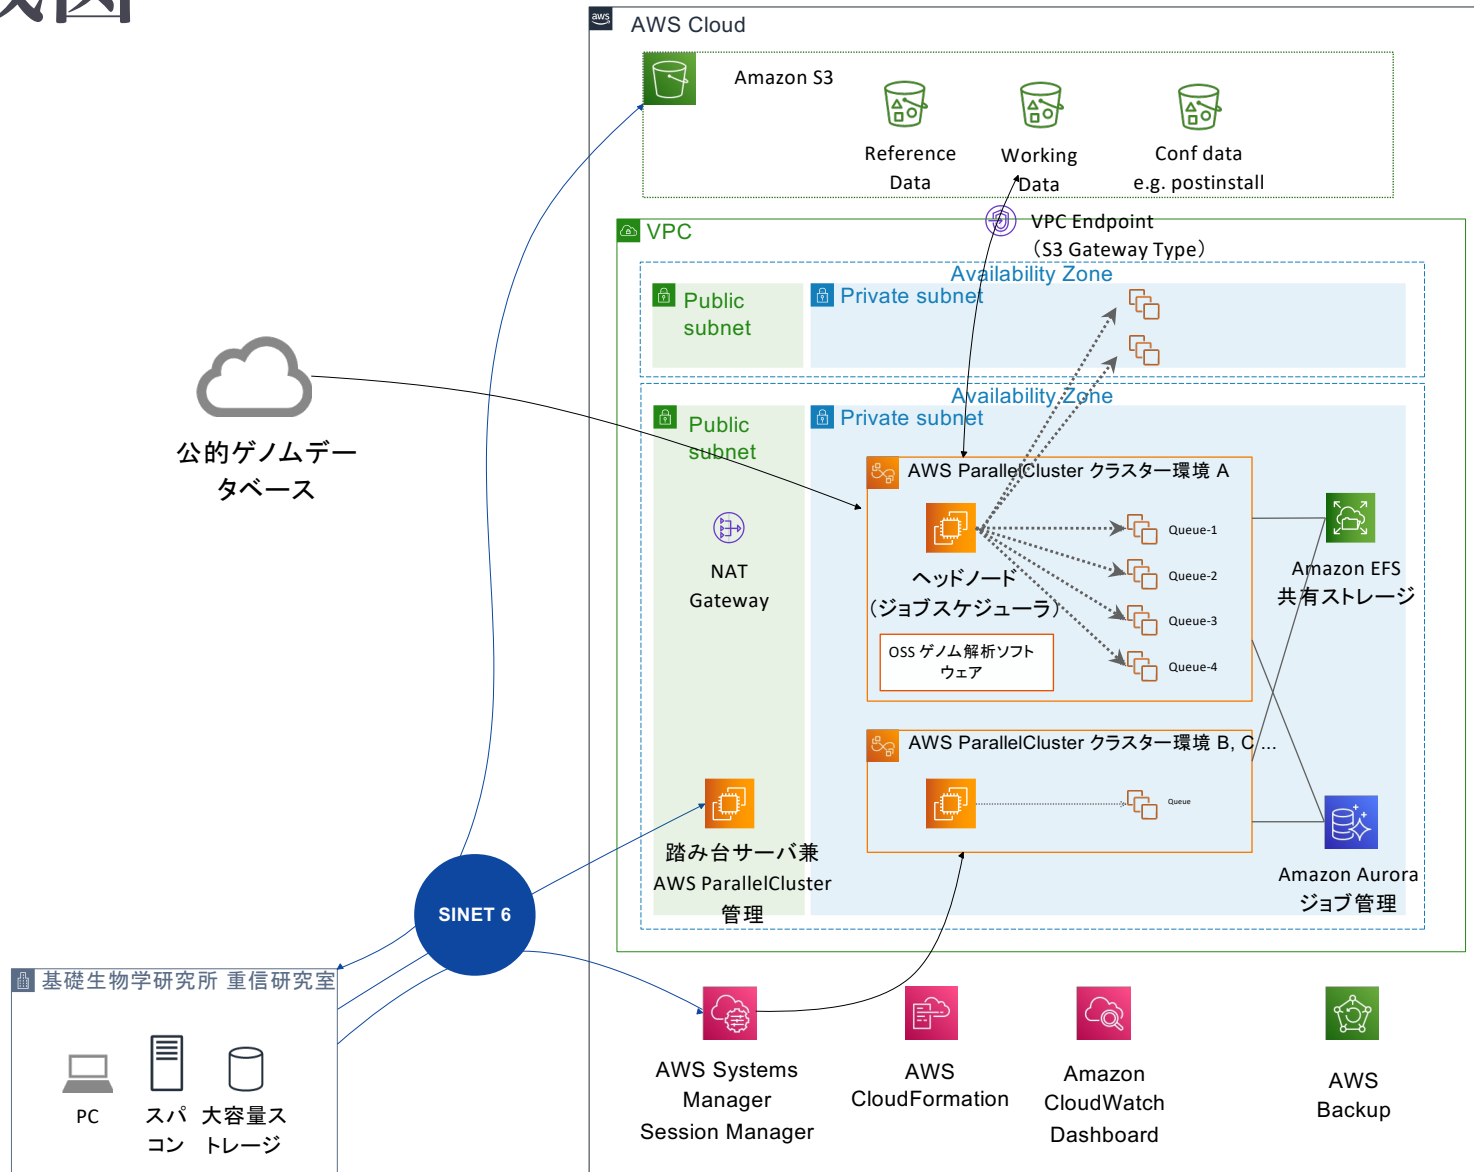 aws
AWS Cloud
Amazon S3
Reference
Data
Working
Data
Conf data
e.g. postinstall
VPC
VPC Endpoint
（S3 Gateway Type）
Availability Zone
Public
subnet
Private subnet
Availability Zone
Public
subnet
Private subnet
公的ゲノムデー
タベース
AWS ParallelCluster クラスター環境 A
NAT
Gateway
ヘッドノード
（ジョブスケジューラ）
Queue-1
Queue-2
Queue-3
Queue-4
OSS ゲノム解析ソフト
ウェア
Amazon EFS
共有ストレージ
AWS ParallelCluster クラスター環境 B, C ...
Queue
踏み台サーバ兼
AWS ParallelCluster
管理
Amazon Aurora
ジョブ管理
SINET 6
基礎生物学研究所 重信研究室
PC
スパ
コン
大容量ス
トレージ
AWS Systems
Manager
Session Manager
AWS
CloudFormation
Amazon
CloudWatch
Dashboard
AWS
Backup